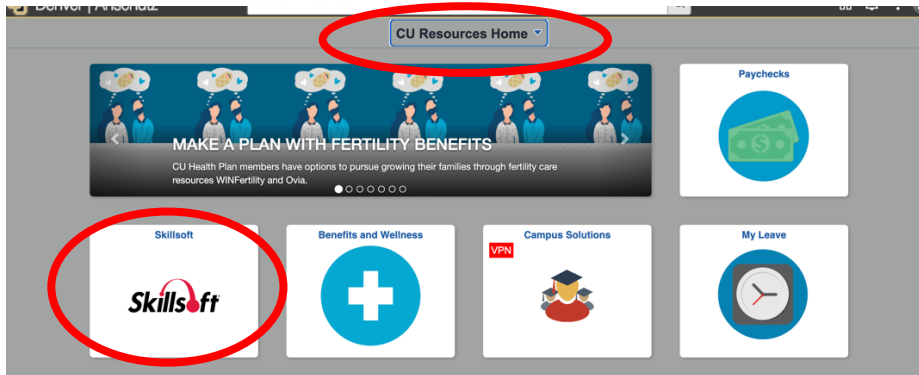 Denver | Anschutz
CU Resources Home
MAKE A PLAN WITH FERTILITY BENEFITS
CU Health Plan members have options to pursue growing their families through fertility care
resources WINFertility and Ovia.
Paychecks
Skillsoft
Skillsoft
Benefits and Wellness
Campus Solutions
VPN
My Leave